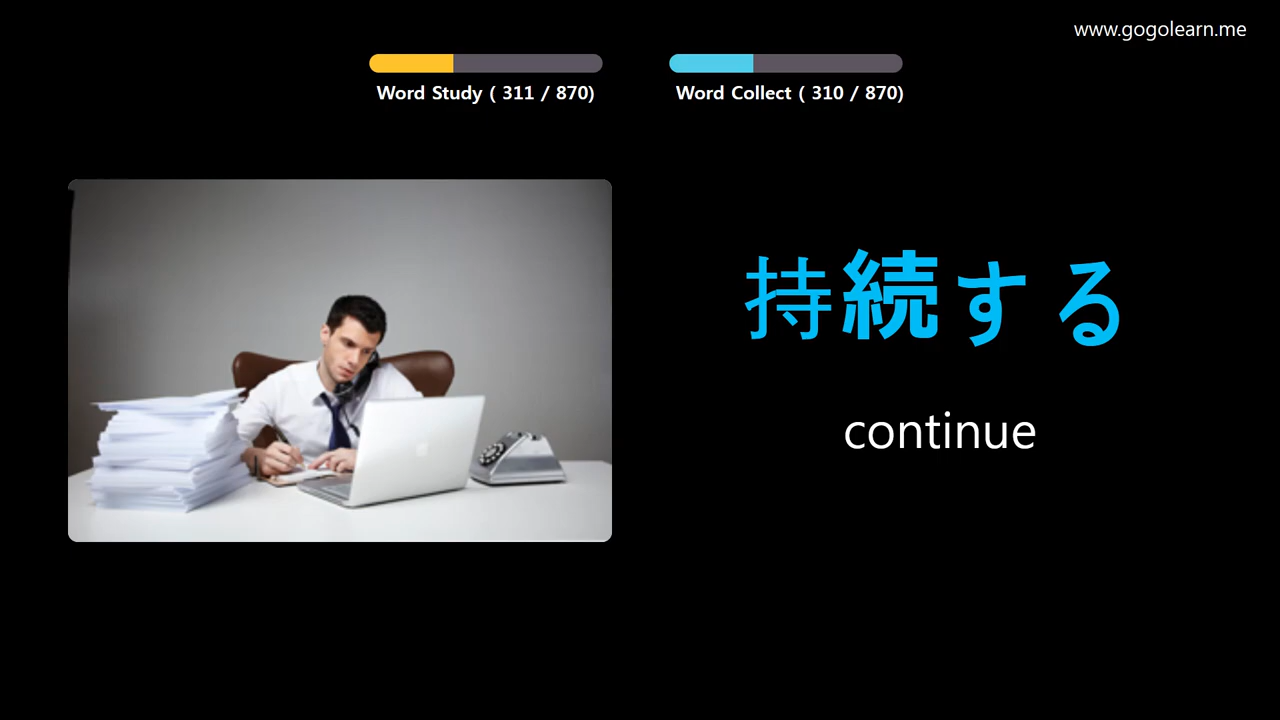 www.gogolearn.me
Word Study ( 311 / 870)
Word Collect ( 310 / 870)
持続する
continue